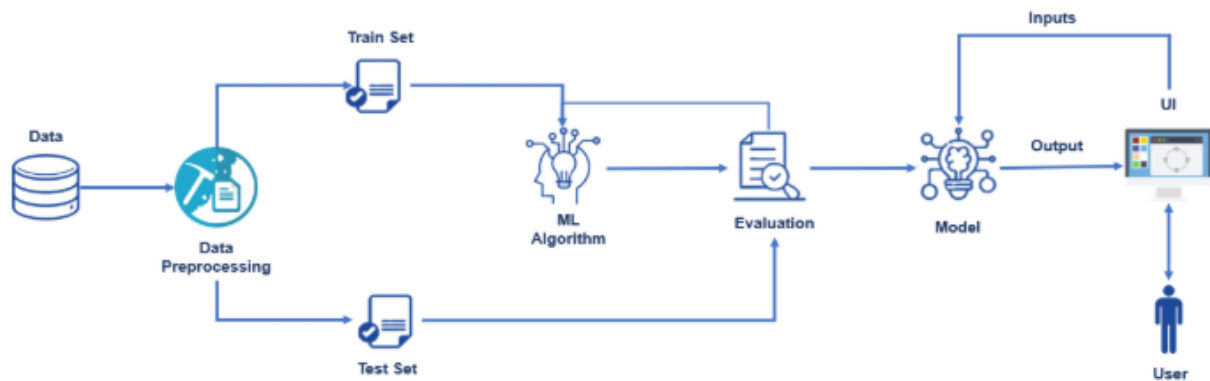 Inputs
Train Set
UI
Data
Output
ML
Algorithm
Evaluation
Model
Data
Preprocessing
Test Set
User